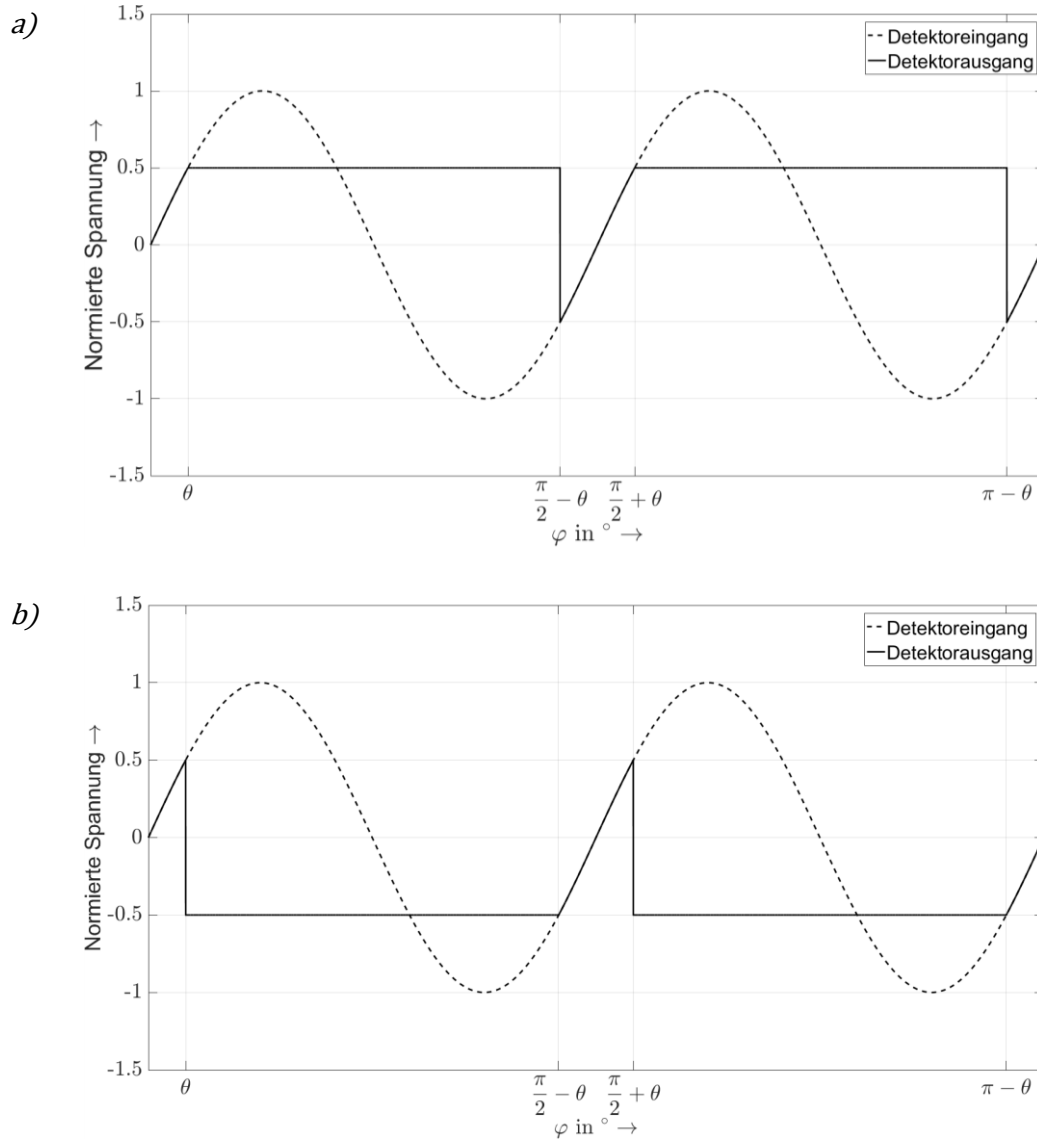 a)
1.5
1
0.5
0
-0.5
-1
-1.5
Normierte Spannung →
Detektoreingang
Detektorausgang
θ
π/2 − θ
π/2 + θ
π − θ
φ in ° →
b)
1.5
1
0.5
0
-0.5
-1
-1.5
Normierte Spannung →
Detektoreingang
Detektorausgang
θ
π/2 − θ
π/2 + θ
π − θ
φ in ° →